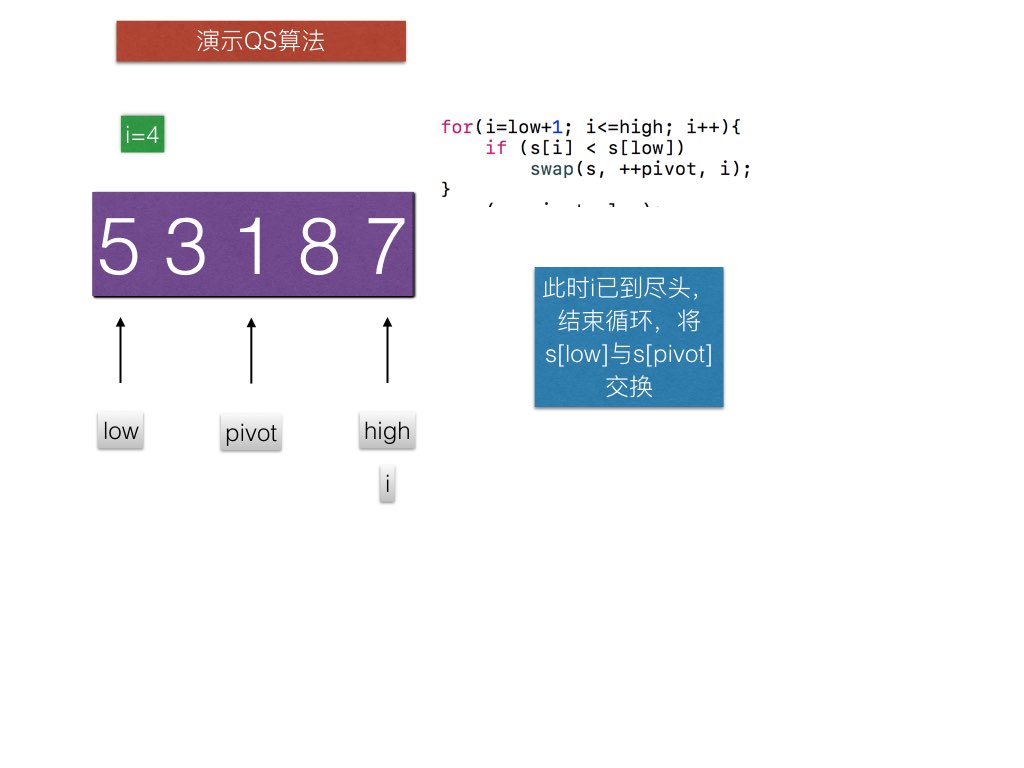 演示QS算法
i=4
for(i=low+1; i<=high; i++){
if (s[i] < s[low])
swap(s, ++pivot, i);
}
5 3 1 8 7
此时i已到尽头，
结束循环，将
s[low]与s[pivot]
交换
low
pivot
high
i